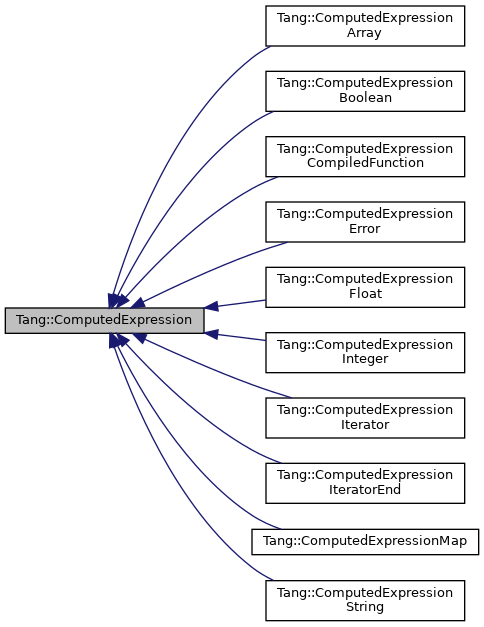 Tang::ComputedExpression
Array
Tang::ComputedExpression
Boolean
Tang::ComputedExpression
CompiledFunction
Tang::ComputedExpression
Error
Tang::ComputedExpression
Float
Tang::ComputedExpression
Tang::ComputedExpression
Integer
Tang::ComputedExpression
Iterator
Tang::ComputedExpression
IteratorEnd
Tang::ComputedExpressionMap
Tang::ComputedExpression
String